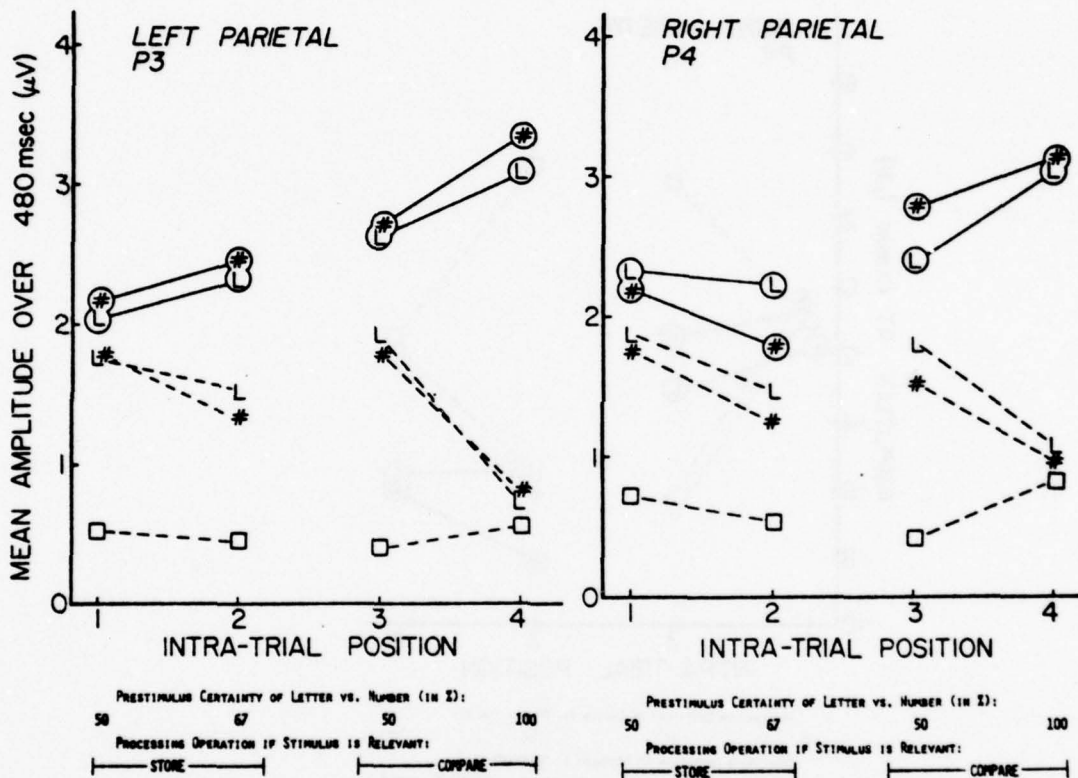 LEFT PARIETAL
P3
4
3
2
1
0
MEAN AMPLITUDE OVER 480 msec (µV)
# # # #
L L L L
L L L L
# # # #
1 2 3 4
INTRA-TRIAL POSITION
PRESTIMULUS CERTAINTY OF LETTER VS. NUMBER (IN %):
50 67 50 100
PROCESSING OPERATION IF STIMULUS IS RELEVANT:
STORE COMPARE
RIGHT PARIETAL
P4
4
3
2
1
0
L L L L
# # # #
L L L L
# # # #
1 2 3 4
INTRA-TRIAL POSITION
PRESTIMULUS CERTAINTY OF LETTER VS. NUMBER (IN %):
50 67 50 100
PROCESSING OPERATION IF STIMULUS IS RELEVANT:
STORE COMPARE